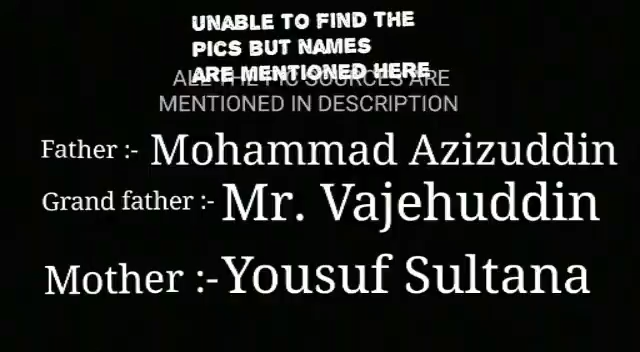 UNABLE TO FIND THE
PICS BUT NAMES
ARE MENTIONED HERE
ALL THE PIC SOURCES ARE
MENTIONED IN DESCRIPTION
Father :- Mohammad Azizuddin
Grand father :- Mr. Vajehuddin
Mother :- Yousuf Sultana